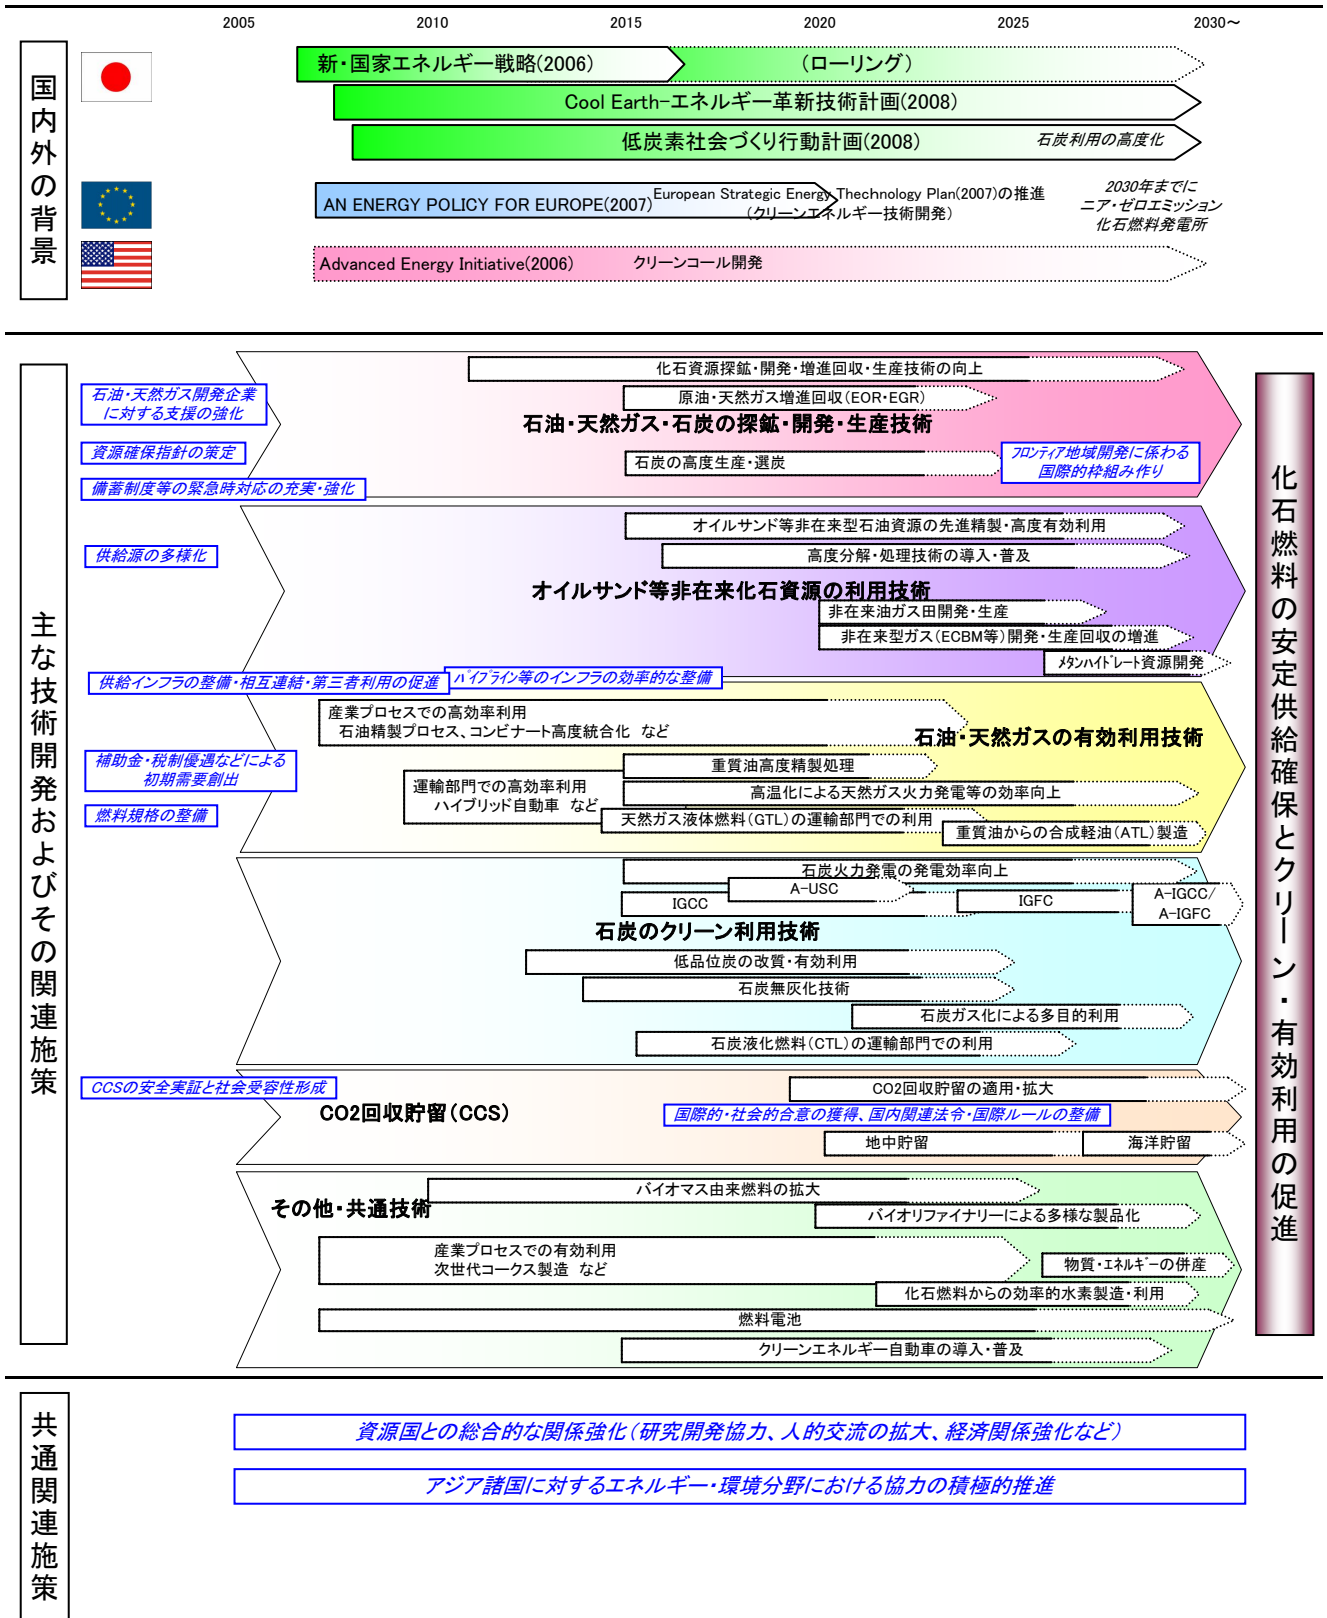 2005
2010
2015
2020
2025
2030～
国内外の背景
新・国家エネルギー戦略(2006)
(ローリング)
Cool Earth-エネルギー革新技術計画(2008)
低炭素社会づくり行動計画(2008)
石炭利用の高度化
AN ENERGY POLICY FOR EUROPE(2007)
European Strategic Energy Thechnology Plan(2007)の推進
(クリーンエネルギー技術開発)
2030年までに
ニア・ゼロエミッション
化石燃料発電所
Advanced Energy Initiative(2006)
クリーンコール開発
主な技術開発およびその関連施策
化石燃料の安定供給確保とクリーン・有効利用の促進
化石資源探鉱・開発・増進回収・生産技術の向上
石油・天然ガス開発企業
に対する支援の強化
原油・天然ガス増進回収(EOR・EGR)
石油・天然ガス・石炭の探鉱・開発・生産技術
資源確保指針の策定
石炭の高度生産・選炭
フロンティア地域開発に係わる
国際的枠組み作り
備蓄制度等の緊急時対応の充実・強化
オイルサンド等非在来型石油資源の先進精製・高度有効利用
供給源の多様化
高度分解・処理技術の導入・普及
オイルサンド等非在来化石資源の利用技術
非在来油ガス田開発・生産
非在来型ガス(ECBM等)開発・生産回収の増進
メタンハイドレート資源開発
供給インフラの整備・相互連結・第三者利用の促進
パイプライン等のインフラの効率的な整備
産業プロセスでの高効率利用
石油精製プロセス、コンビナート高度統合化 など
石油・天然ガスの有効利用技術
補助金・税制優遇などによる
初期需要創出
重質油高度精製処理
運輸部門での高効率利用
ハイブリッド自動車 など
高温化による天然ガス火力発電等の効率向上
燃料規格の整備
天然ガス液体燃料(GTL)の運輸部門での利用
重質油からの合成軽油(ATL)製造
石炭火力発電の発電効率向上
A-USC
IGCC
IGFC
A-IGCC/
A-IGFC
石炭のクリーン利用技術
低品位炭の改質・有効利用
石炭無灰化技術
石炭ガス化による多目的利用
石炭液化燃料(CTL)の運輸部門での利用
CCSの安全実証と社会受容性形成
CO2回収貯留の適用・拡大
CO2回収貯留(CCS)
国際的・社会的合意の獲得、国内関連法令・国際ルールの整備
地中貯留
海洋貯留
バイオマス由来燃料の拡大
その他・共通技術
バイオリファイナリーによる多様な製品化
産業プロセスでの有効利用
次世代コークス製造 など
物質・エネルギーの併産
化石燃料からの効率的水素製造・利用
燃料電池
クリーンエネルギー自動車の導入・普及
共通関連施策
資源国との総合的な関係強化(研究開発協力、人的交流の拡大、経済関係強化など)
アジア諸国に対するエネルギー・環境分野における協力の積極的推進